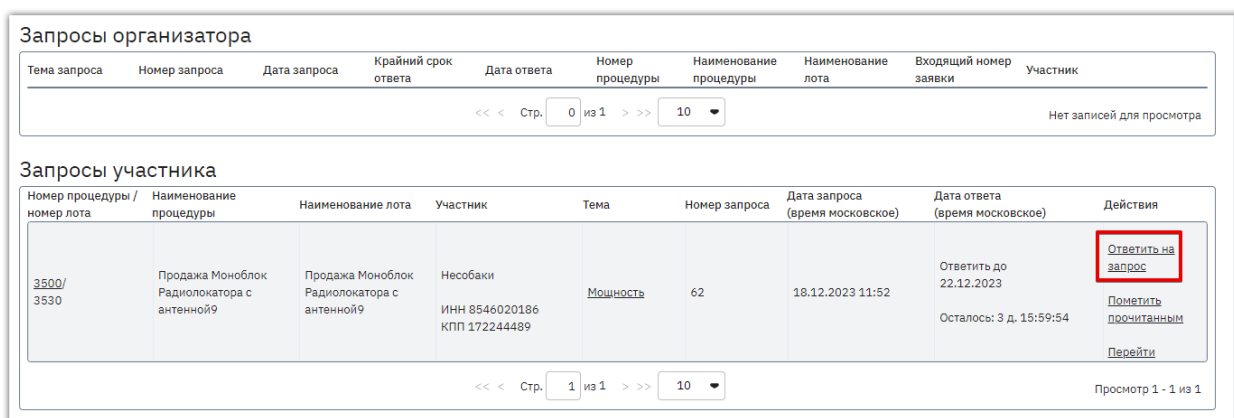 Запросы организатора
Тема запроса Номер запроса Дата запроса Крайний срок ответа Дата ответа Номер процедуры Наименование процедуры Наименование лота Входящий номер заявки Участник
<< < Стр. 0 из 1 > >> 10
Нет записей для просмотра
Запросы участника
Номер процедуры / номер лота Наименование процедуры Наименование лота Участник Тема Номер запроса Дата запроса (время московское) Дата ответа (время московское) Действия
3500/
3530
Продажа Моноблок
Радиолокатора с
антенной9
Продажа Моноблок
Радиолокатора с
антенной9
Несобаки
ИНН 8546020186
КПП 172244489
Мощность
62
18.12.2023 11:52
Ответить до
22.12.2023
Осталось: 3 д. 15:59:54
Ответить на
запрос
Пометить
прочитанным
Перейти
<< < Стр. 1 из 1 > >> 10
Просмотр 1 - 1 из 1